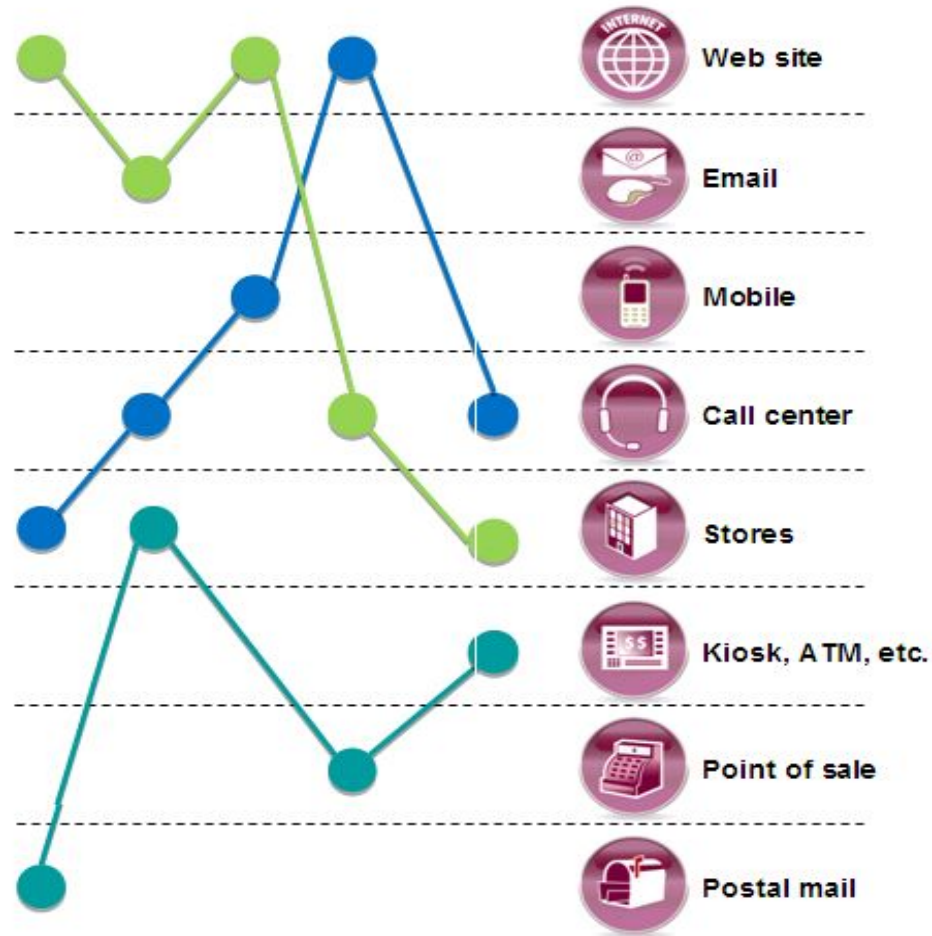 INTERNET
Web site
@
Email
Mobile
Call center
Stores
$$
Kiosk, ATM, etc.
Point of sale
Postal mail